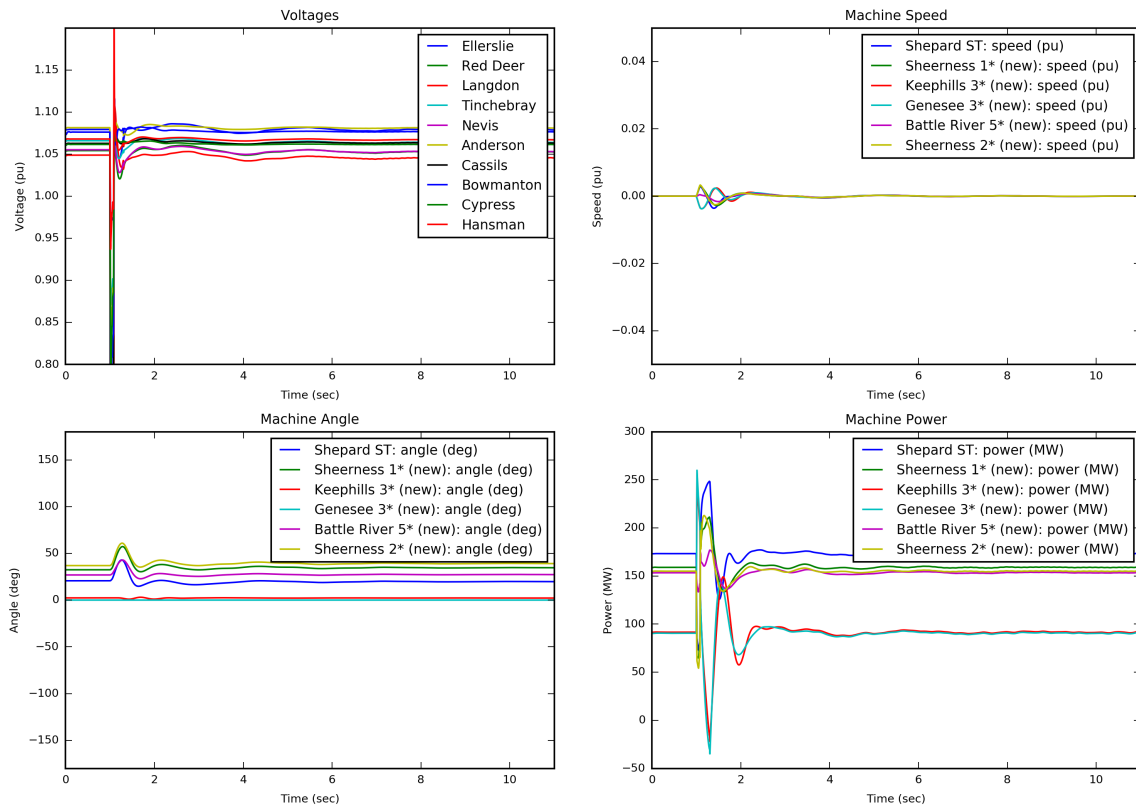 Voltages
Voltage (pu)
1.15
1.10
1.05
1.00
0.95
0.90
0.85
0.80
0 2 4 6 8 10
Time (sec)
Ellerslie
Red Deer
Langdon
Tinchebray
Nevis
Anderson
Cassils
Bowmanton
Cypress
Hansman
Machine Speed
Speed (pu)
0.04
0.02
0.00
−0.02
−0.04
0 2 4 6 8 10
Time (sec)
Shepard ST: speed (pu)
Sheerness 1* (new): speed (pu)
Keephills 3* (new): speed (pu)
Genesee 3* (new): speed (pu)
Battle River 5* (new): speed (pu)
Sheerness 2* (new): speed (pu)
Machine Angle
Angle (deg)
150
100
50
0
−50
−100
−150
0 2 4 6 8 10
Time (sec)
Shepard ST: angle (deg)
Sheerness 1* (new): angle (deg)
Keephills 3* (new): angle (deg)
Genesee 3* (new): angle (deg)
Battle River 5* (new): angle (deg)
Sheerness 2* (new): angle (deg)
Machine Power
Power (MW)
300
250
200
150
100
50
0
−50
0 2 4 6 8 10
Time (sec)
Shepard ST: power (MW)
Sheerness 1* (new): power (MW)
Keephills 3* (new): power (MW)
Genesee 3* (new): power (MW)
Battle River 5* (new): power (MW)
Sheerness 2* (new): power (MW)